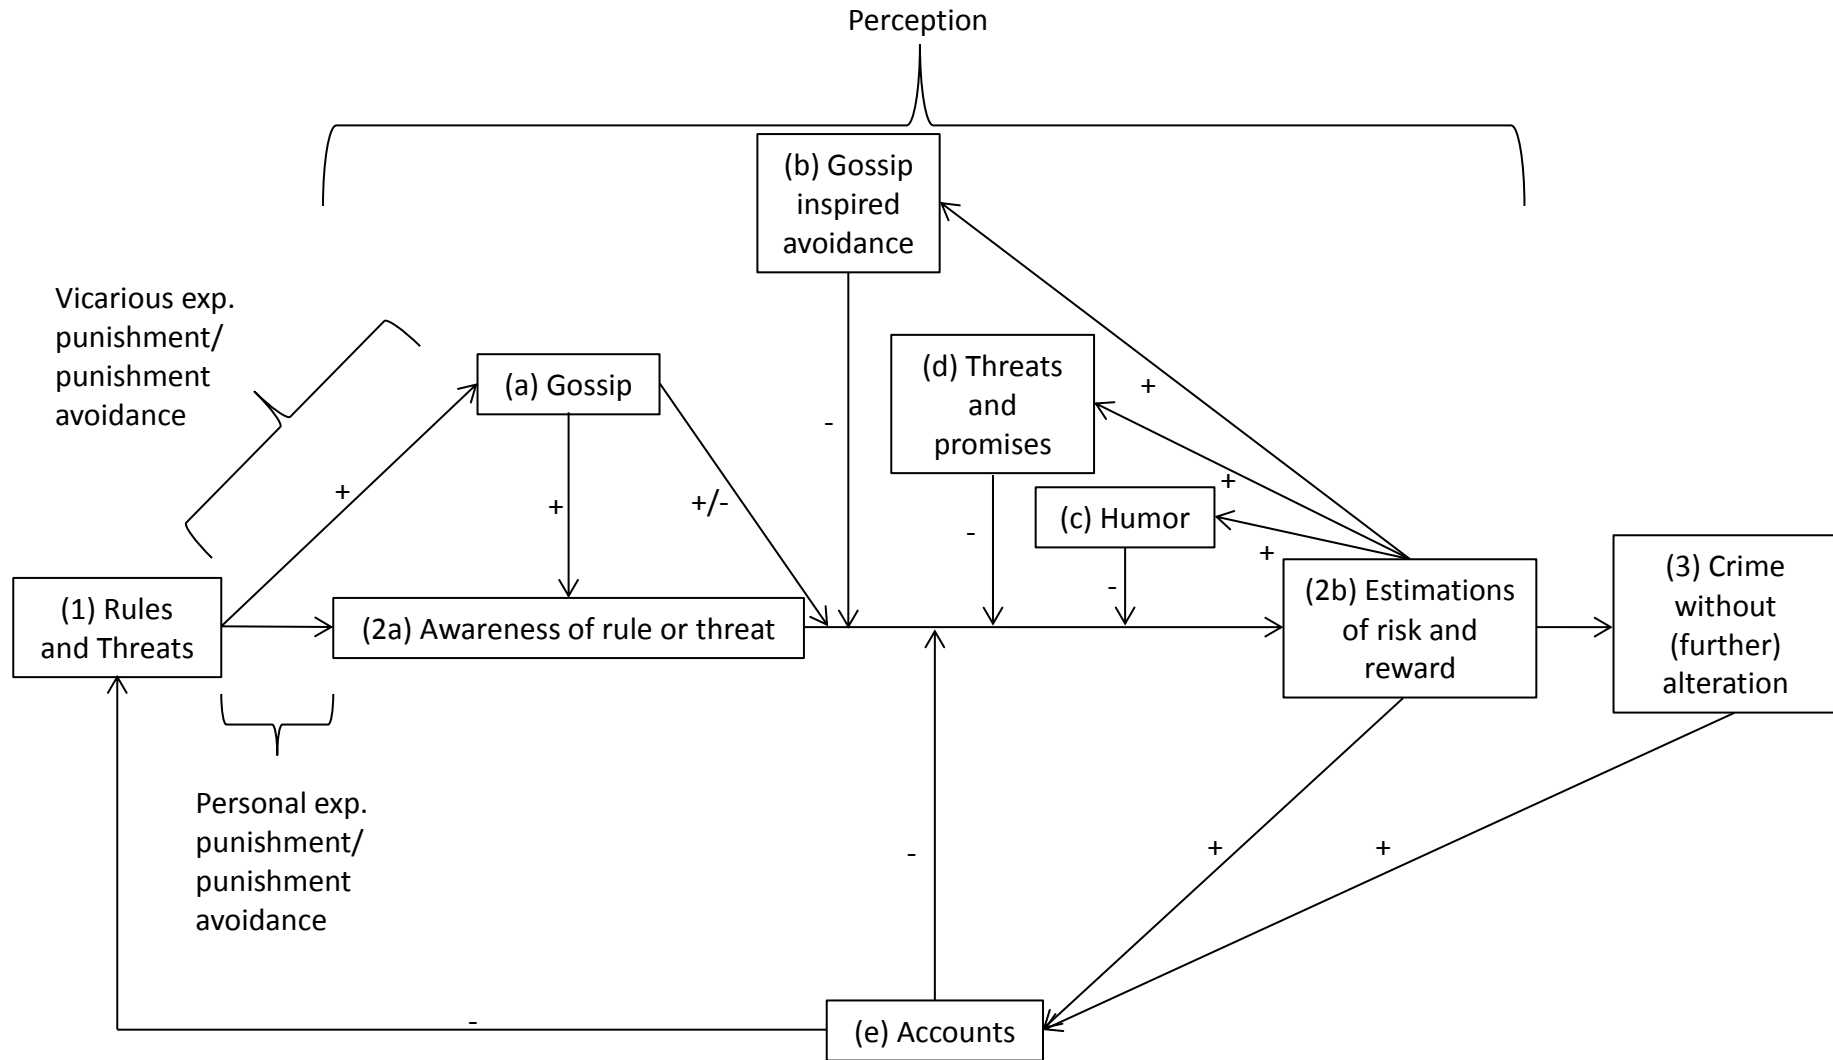 Perception
(b) Gossip
inspired
avoidance
Vicarious exp.
punishment/
punishment
avoidance
(a) Gossip
(d) Threats
and
promises
(c) Humor
+
+
+/-
-
-
-
+
+
+
(1) Rules
and Threats
(2a) Awareness of rule or threat
(2b) Estimations
of risk and
reward
(3) Crime
without
(further)
alteration
Personal exp.
punishment/
punishment
avoidance
-
+
+
-
(e) Accounts